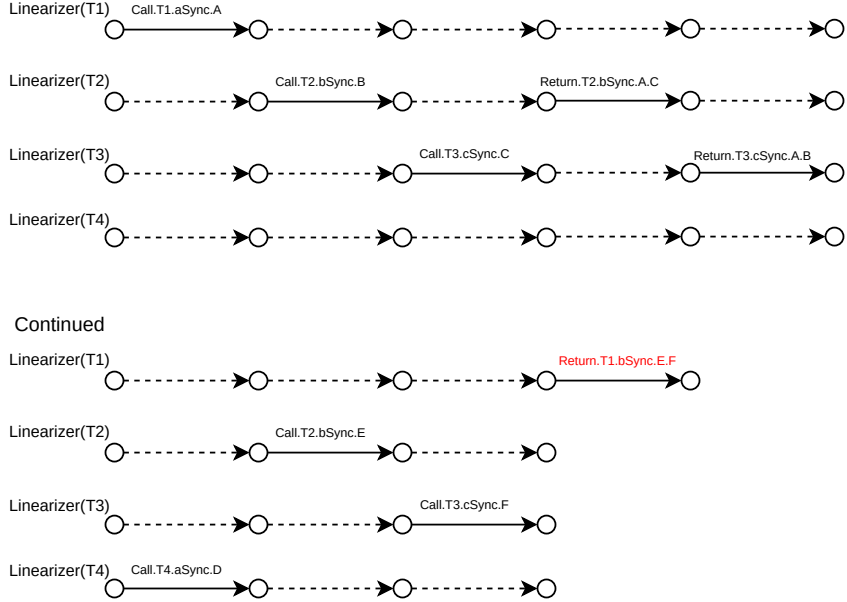 Linearizer(T1)
Call.T1.aSync.A
Linearizer(T2)
Call.T2.bSync.B
Return.T2.bSync.A.C
Linearizer(T3)
Call.T3.cSync.C
Return.T3.cSync.A.B
Linearizer(T4)
Continued
Linearizer(T1)
Return.T1.bSync.E.F
Linearizer(T2)
Call.T2.bSync.E
Linearizer(T3)
Call.T3.cSync.F
Linearizer(T4)
Call.T4.aSync.D